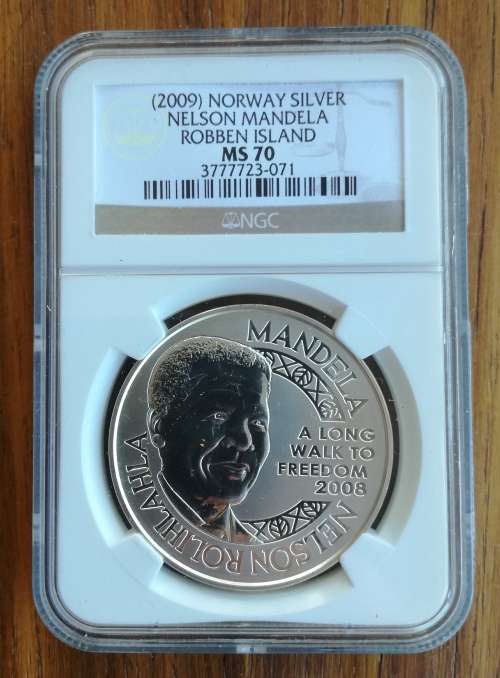 (2009) NORWAY SILVER
NELSON MANDELA
ROBBEN ISLAND
MS 70
3777723-071
NGC
MANDELA
A LONG
WALK TO
FREEDOM
2008
NELSON ROLIHLAHLA